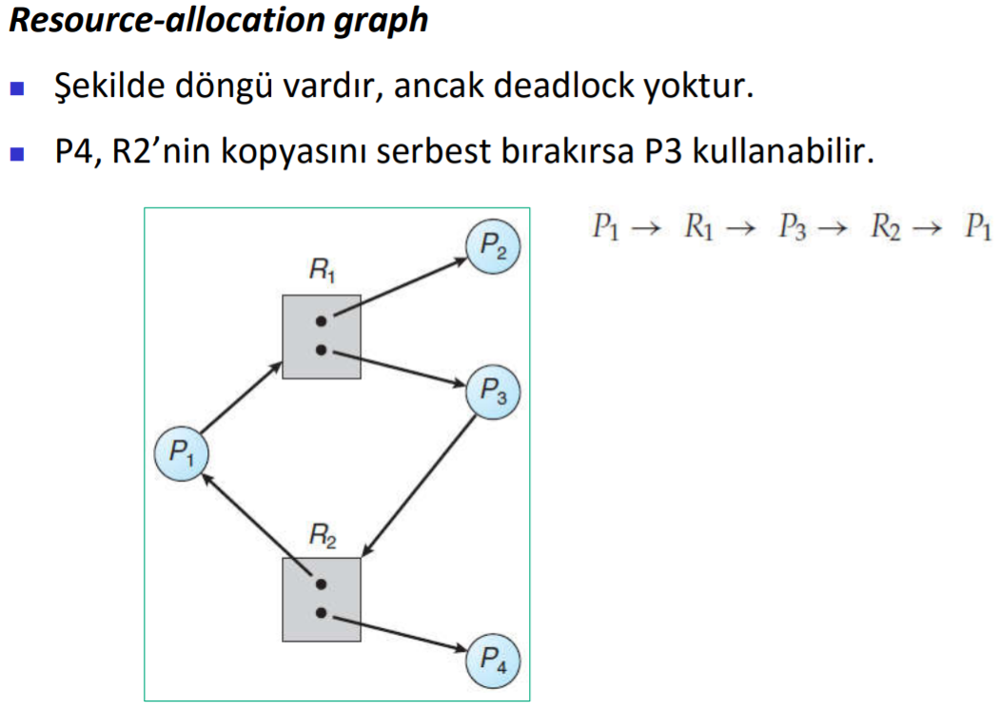 Resource-allocation graph
Şekilde döngü vardır, ancak deadlock yoktur.
P4, R2’nin kopyasını serbest bırakırsa P3 kullanabilir.
P₁ → R₁ → P₃ → R₂ → P₁
P₂
R₁
P₃
P₁
R₂
P₄